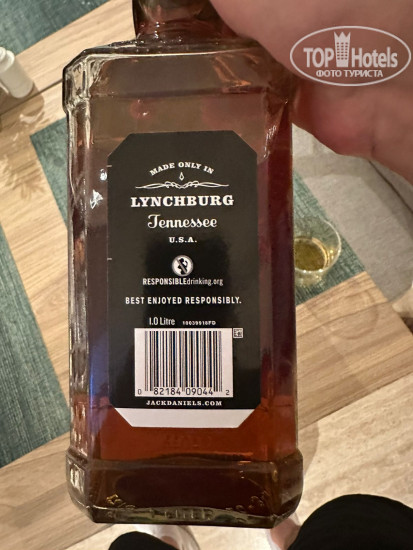 TOP Hotels
ФОТО ТУРИСТА
MADE ONLY IN
LYNCHBURG
Tennessee
U.S.A.
RESPONSIBLEdrinking.org
BEST ENJOYED RESPONSIBLY.
1.0 Litre 10039910FD
0 82184 09044 2
JACKDANIELS.COM